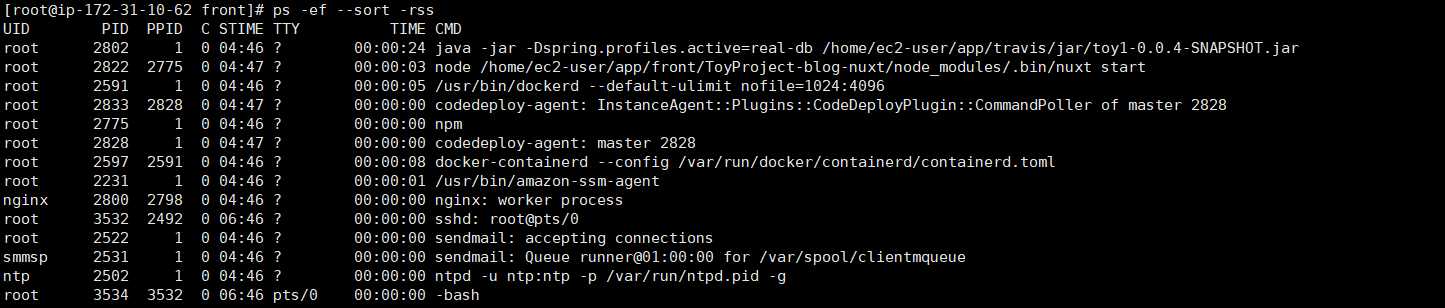 [root@ip-172-31-10-62 front]# ps -ef --sort -rss
UID        PID  PPID  C STIME TTY          TIME CMD
root      2802     1  0 04:46 ?        00:00:24 java -jar -Dspring.profiles.active=real-db /home/ec2-user/app/travis/jar/toy1-0.0.4-SNAPSHOT.jar
root      2822  2775  0 04:47 ?        00:00:03 node /home/ec2-user/app/front/ToyProject-blog-nuxt/node_modules/.bin/nuxt start
root      2591     1  0 04:46 ?        00:00:05 /usr/bin/dockerd --default-ulimit nofile=1024:4096
root      2833  2828  0 04:47 ?        00:00:00 codedeploy-agent: InstanceAgent::Plugins::CodeDeployPlugin::CommandPoller of master 2828
root      2775     1  0 04:46 ?        00:00:00 npm
root      2828     1  0 04:47 ?        00:00:00 codedeploy-agent: master 2828
root      2597  2591  0 04:46 ?        00:00:08 docker-containerd --config /var/run/docker/containerd/containerd.toml
root      2231     1  0 04:46 ?        00:00:01 /usr/bin/amazon-ssm-agent
nginx     2800  2798  0 04:46 ?        00:00:00 nginx: worker process
root      3532  2492  0 06:46 ?        00:00:00 sshd: root@pts/0
root      2522     1  0 04:46 ?        00:00:00 sendmail: accepting connections
smmsp     2531     1  0 04:46 ?        00:00:00 sendmail: Queue runner@01:00:00 for /var/spool/clientmqueue
ntp       2502     1  0 04:46 ?        00:00:00 ntpd -u ntp:ntp -p /var/run/ntpd.pid -g
root      3534  3532  0 06:46 pts/0    00:00:00 -bash